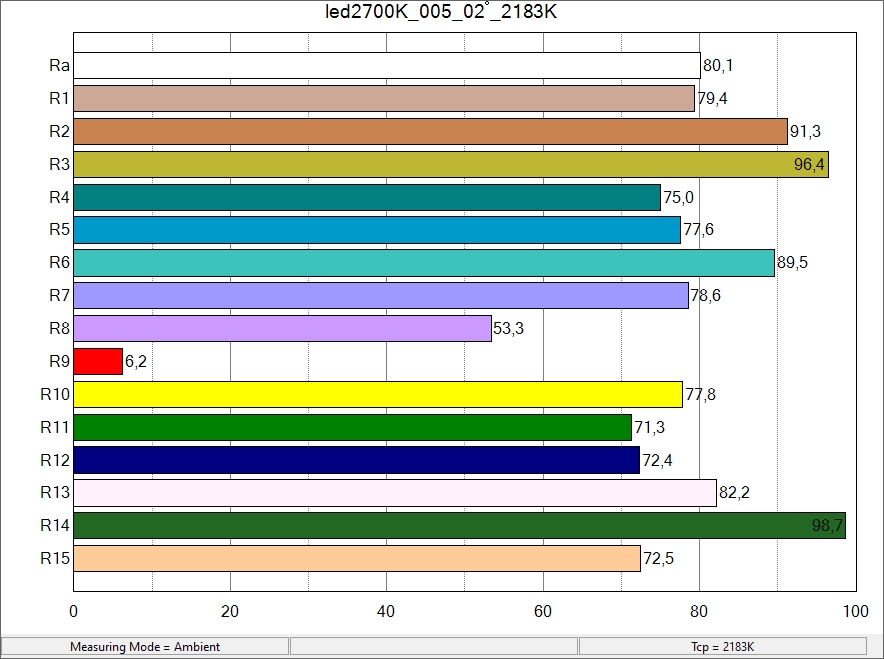 led2700K_005_02°_2183K
Ra 80,1
R1 79,4
R2 91,3
R3 96,4
R4 75,0
R5 77,6
R6 89,5
R7 78,6
R8 53,3
R9 6,2
R10 77,8
R11 71,3
R12 72,4
R13 82,2
R14 98,7
R15 72,5
0 20 40 60 80 100
Measuring Mode = Ambient Tcp = 2183K